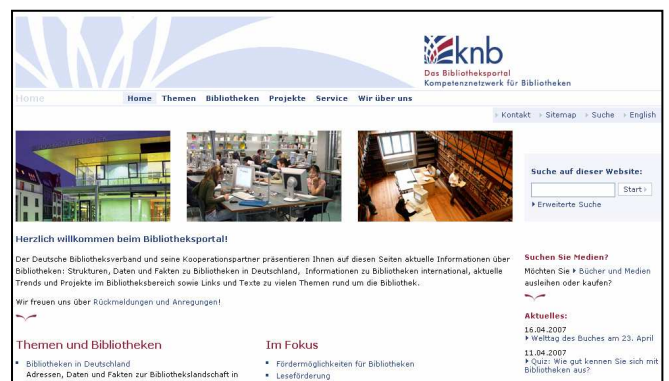 knb
Das Bibliotheksportal
Kompetenznetzwerk für Bibliotheken
Home
Home Themen Bibliotheken Projekte Service Wir über uns
Kontakt Sitemap Suche English
Suche auf dieser Website:
Start
Erweiterte Suche
Herzlich willkommen beim Bibliotheksportal!
Der Deutsche Bibliotheksverband und seine Kooperationspartner präsentieren Ihnen auf diesen Seiten aktuelle Informationen über
Bibliotheken: Strukturen, Daten und Fakten zu Bibliotheken in Deutschland, Informationen zu Bibliotheken international, aktuelle
Trends und Projekte im Bibliotheksbereich sowie Links und Texte zu vielen Themen rund um die Bibliothek.
Wir freuen uns über Rückmeldungen und Anregungen!
Suchen Sie Medien?
Möchten Sie Bücher und Medien
ausleihen oder kaufen?
Aktuelles:
16.04.2007
Welttag des Buches am 23. April
11.04.2007
Quiz: Wie gut kennen Sie sich mit
Bibliotheken aus?
Themen und Bibliotheken
Bibliotheken in Deutschland
Adressen, Daten und Fakten zur Bibliothekslandschaft in
Im Fokus
Fördermöglichkeiten für Bibliotheken
Leseförderung